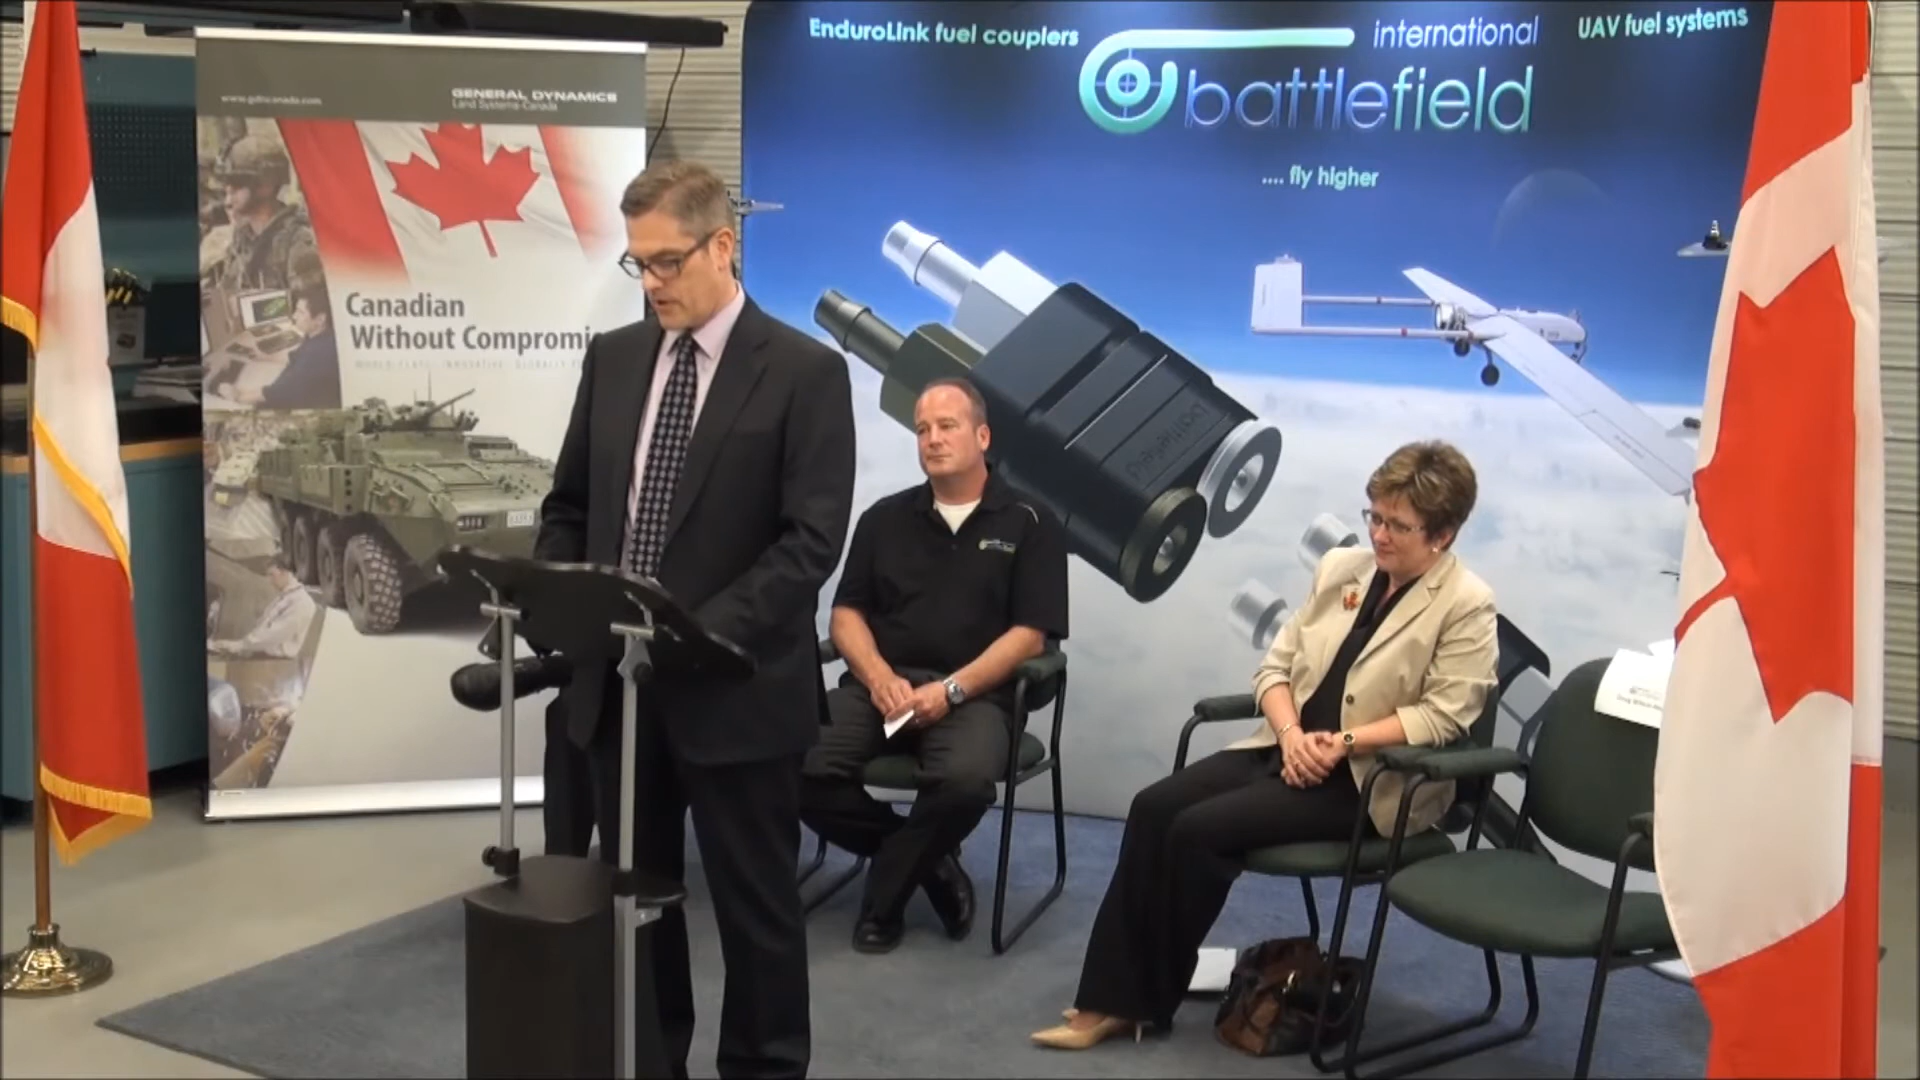 www.gdlscanada.com
GENERAL DYNAMICS
Land Systems-Canada
Canadian
Without Compromi
EnduroLink fuel couplers
international
battlefield
UAV fuel systems
.... fly higher
battlefield